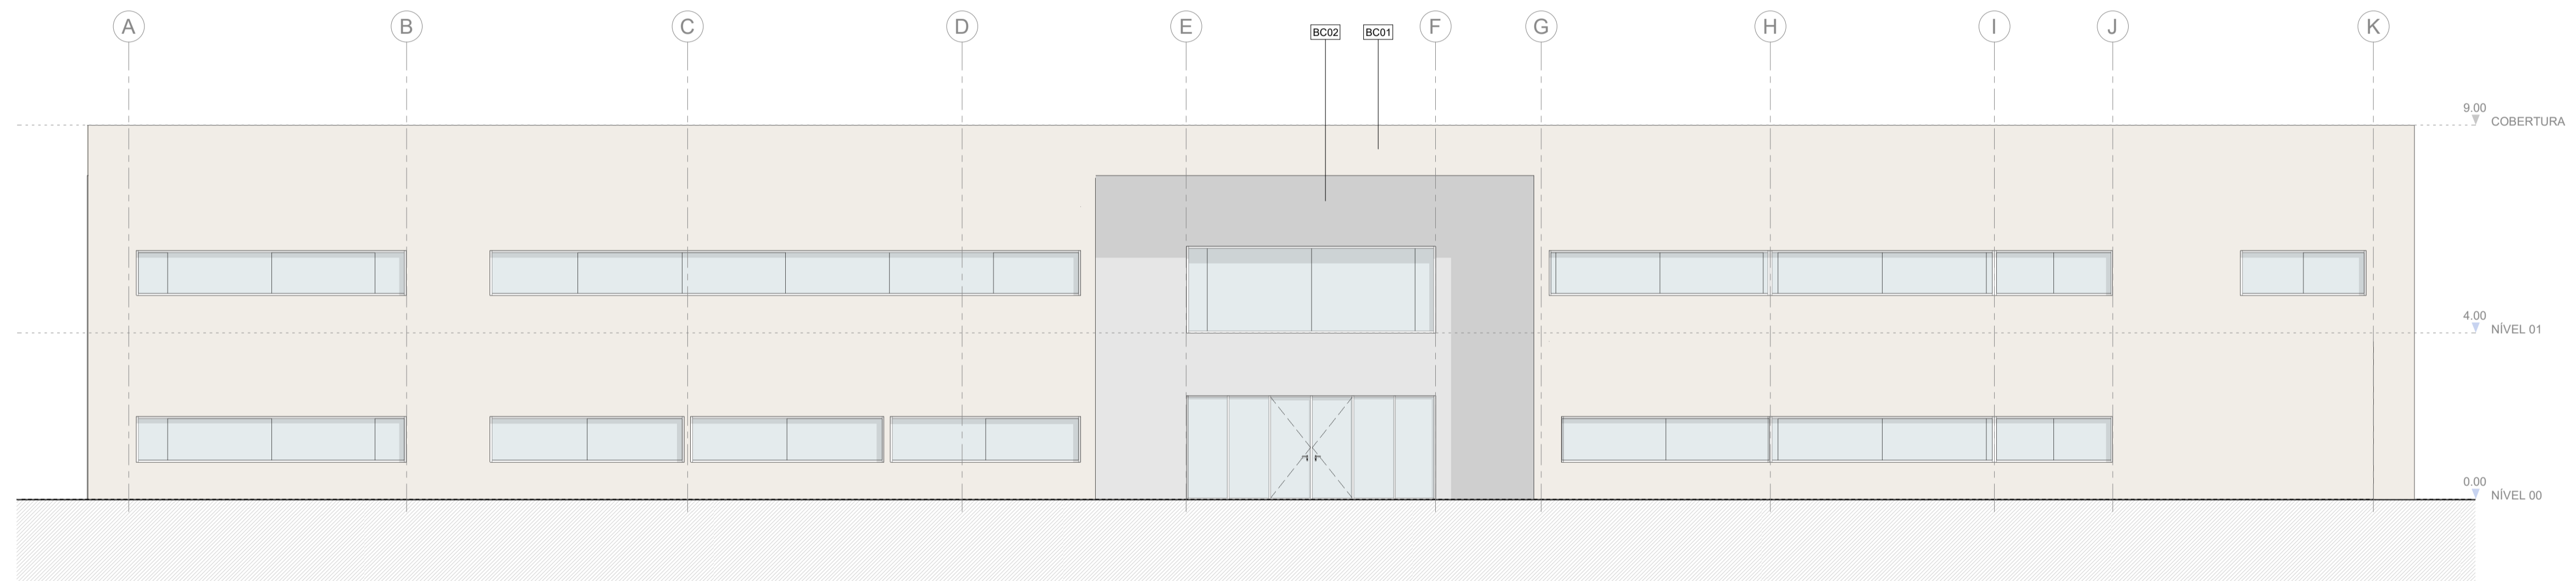 A
B
C
D
E
BC02
BC01
F
G
H
I
J
K
9.00
COBERTURA
4.00
NÍVEL 01
0.00
NÍVEL 00